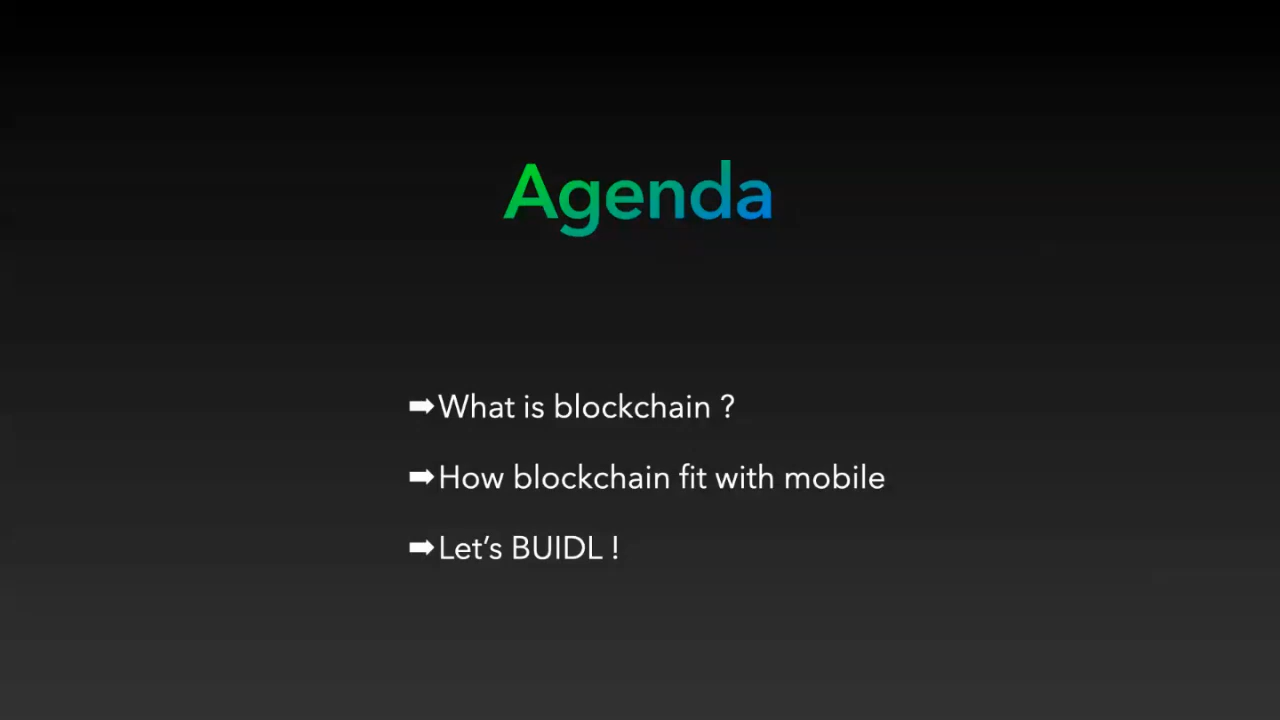 Agenda
➡What is blockchain ?
➡How blockchain fit with mobile
➡Let’s BUIDL !